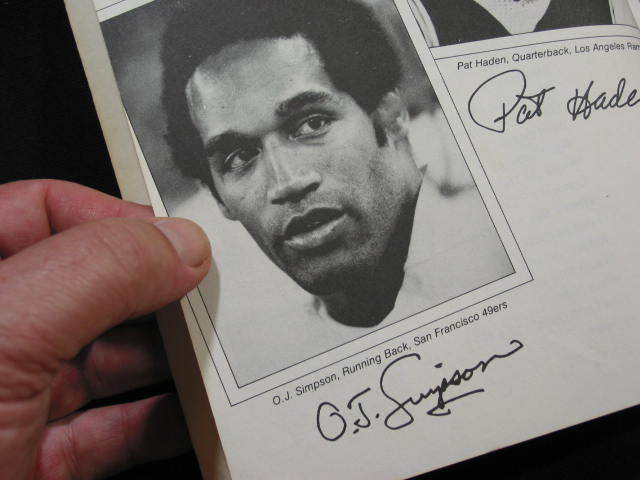 Pat Haden, Quarterback, Los Angeles Ram
Pat Hade
O.J. Simpson, Running Back, San Francisco 49ers
O.J. Simpson